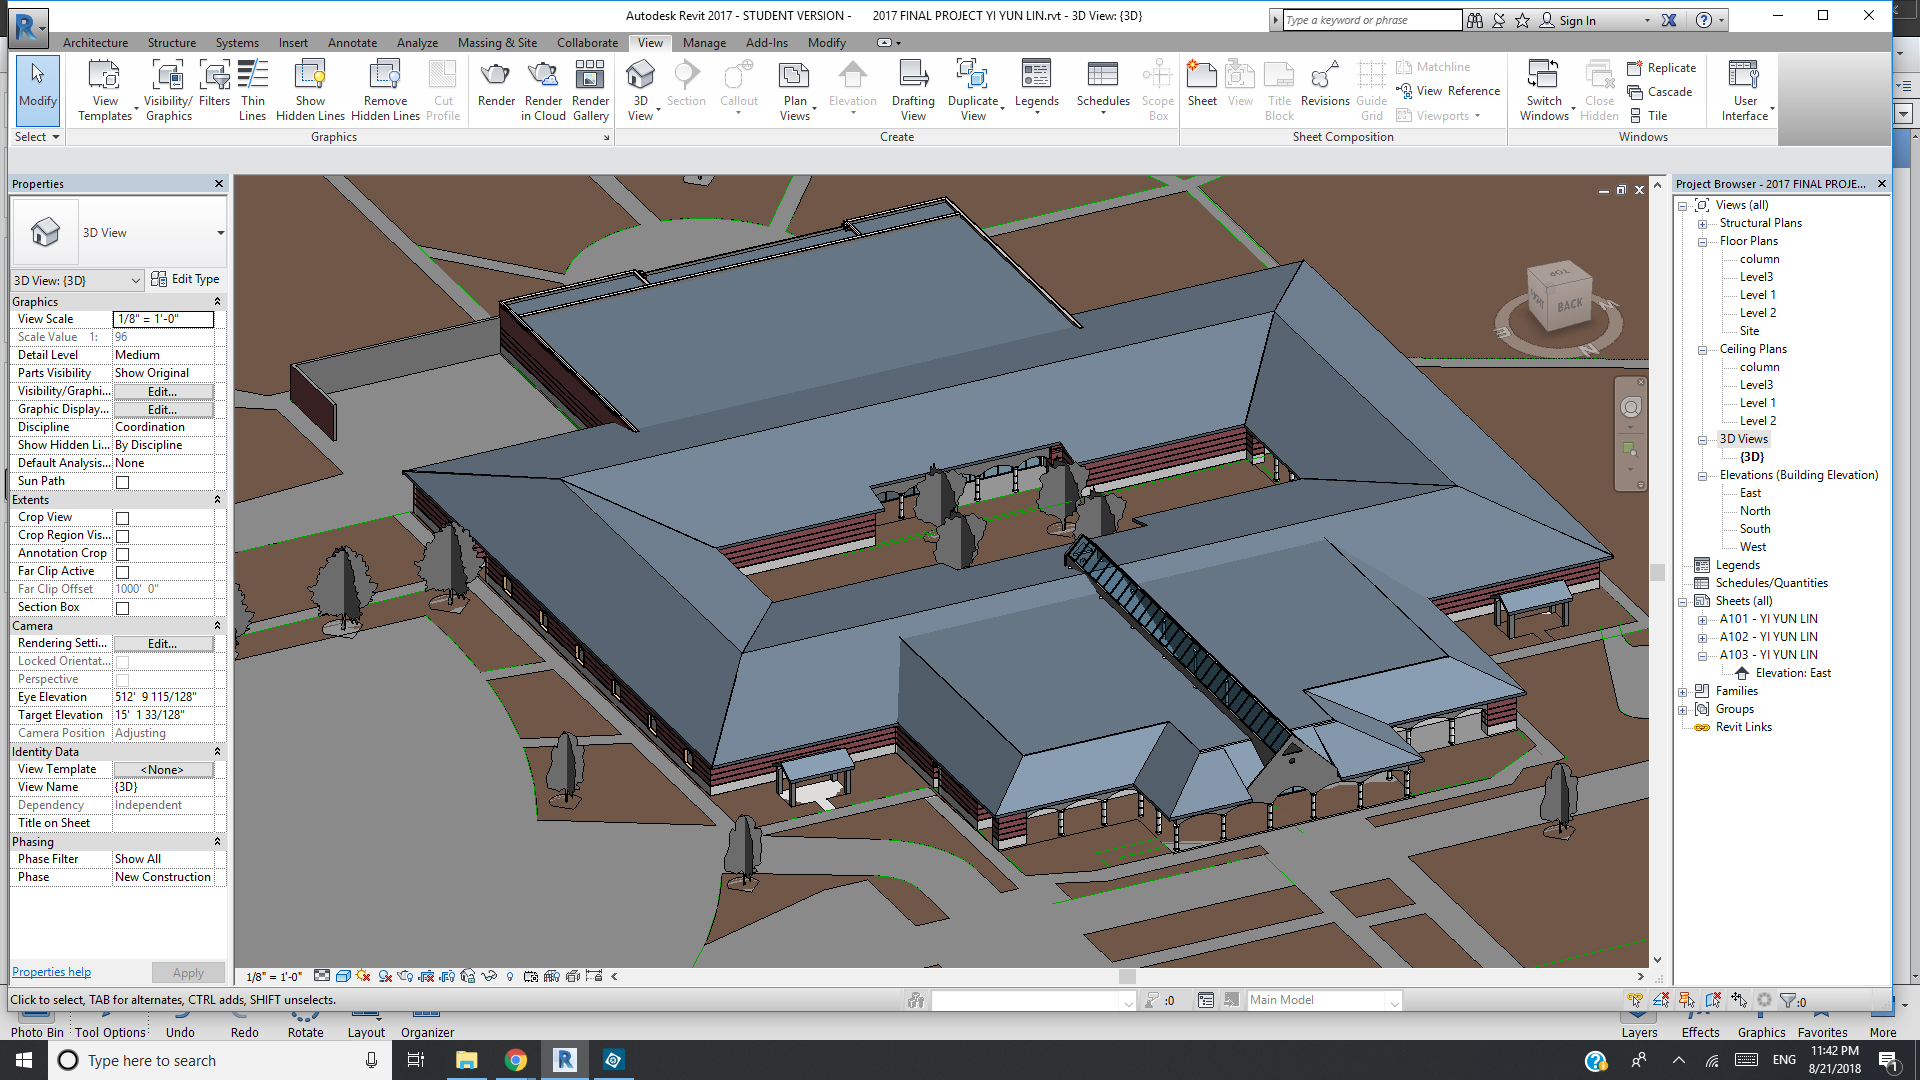 Autodesk Revit 2017 - STUDENT VERSION -    2017 FINAL PROJECT YI YUN LIN.rvt - 3D View: {3D}
Type a keyword or phrase
Sign In
Architecture Structure Systems Insert Annotate Analyze Massing & Site Collaborate View Manage Add-Ins Modify
Modify
View Templates
Visibility/ Graphics
Filters
Thin Lines
Show Hidden Lines
Remove Hidden Lines
Cut Profile
Render
Render in Cloud
Render Gallery
3D View
Section
Callout
Plan Views
Elevation
Drafting View
Duplicate View
Legends
Schedules
Scope Box
Sheet
View
Title Block
Revisions
Guide Grid
Matchline
View Reference
Viewports
Switch Windows
Close Hidden
Replicate
Cascade
Tile
User Interface
Select Graphics Create Sheet Composition Windows
Properties
3D View
3D View: {3D} Edit Type
Graphics
View Scale 1/8" = 1'-0"
Scale Value 1: 96
Detail Level Medium
Parts Visibility Show Original
Visibility/Graphi... Edit...
Graphic Display... Edit...
Discipline Coordination
Show Hidden Li... By Discipline
Default Analysis... None
Sun Path
Extents
Crop View
Crop Region Vis...
Annotation Crop
Far Clip Active
Far Clip Offset 1000' 0"
Section Box
Camera
Rendering Setti... Edit...
Locked Orientat...
Perspective
Eye Elevation 512' 9 115/128"
Target Elevation 15' 1 33/128"
Camera Position Adjusting
Identity Data
View Template <None>
View Name {3D}
Dependency Independent
Title on Sheet
Phasing
Phase Filter Show All
Phase New Construction
Properties help Apply
TOP
BACK
E
N
Project Browser - 2017 FINAL PROJE...
Views (all)
Structural Plans
Floor Plans
column
Level3
Level 1
Level 2
Site
Ceiling Plans
column
Level3
Level 1
Level 2
3D Views
{3D}
Elevations (Building Elevation)
East
North
South
West
Legends
Schedules/Quantities
Sheets (all)
A101 - YI YUN LIN
A102 - YI YUN LIN
A103 - YI YUN LIN
Elevation: East
Families
Groups
Revit Links
1/8" = 1'-0"
Click to select, TAB for alternates, CTRL adds, SHIFT unselects.
:0
Main Model
:0
Photo Bin Tool Options Undo Redo Rotate Layout Organizer Layers Effects Graphics Favorites More
Type here to search
ENG
11:42 PM
8/21/2018
1